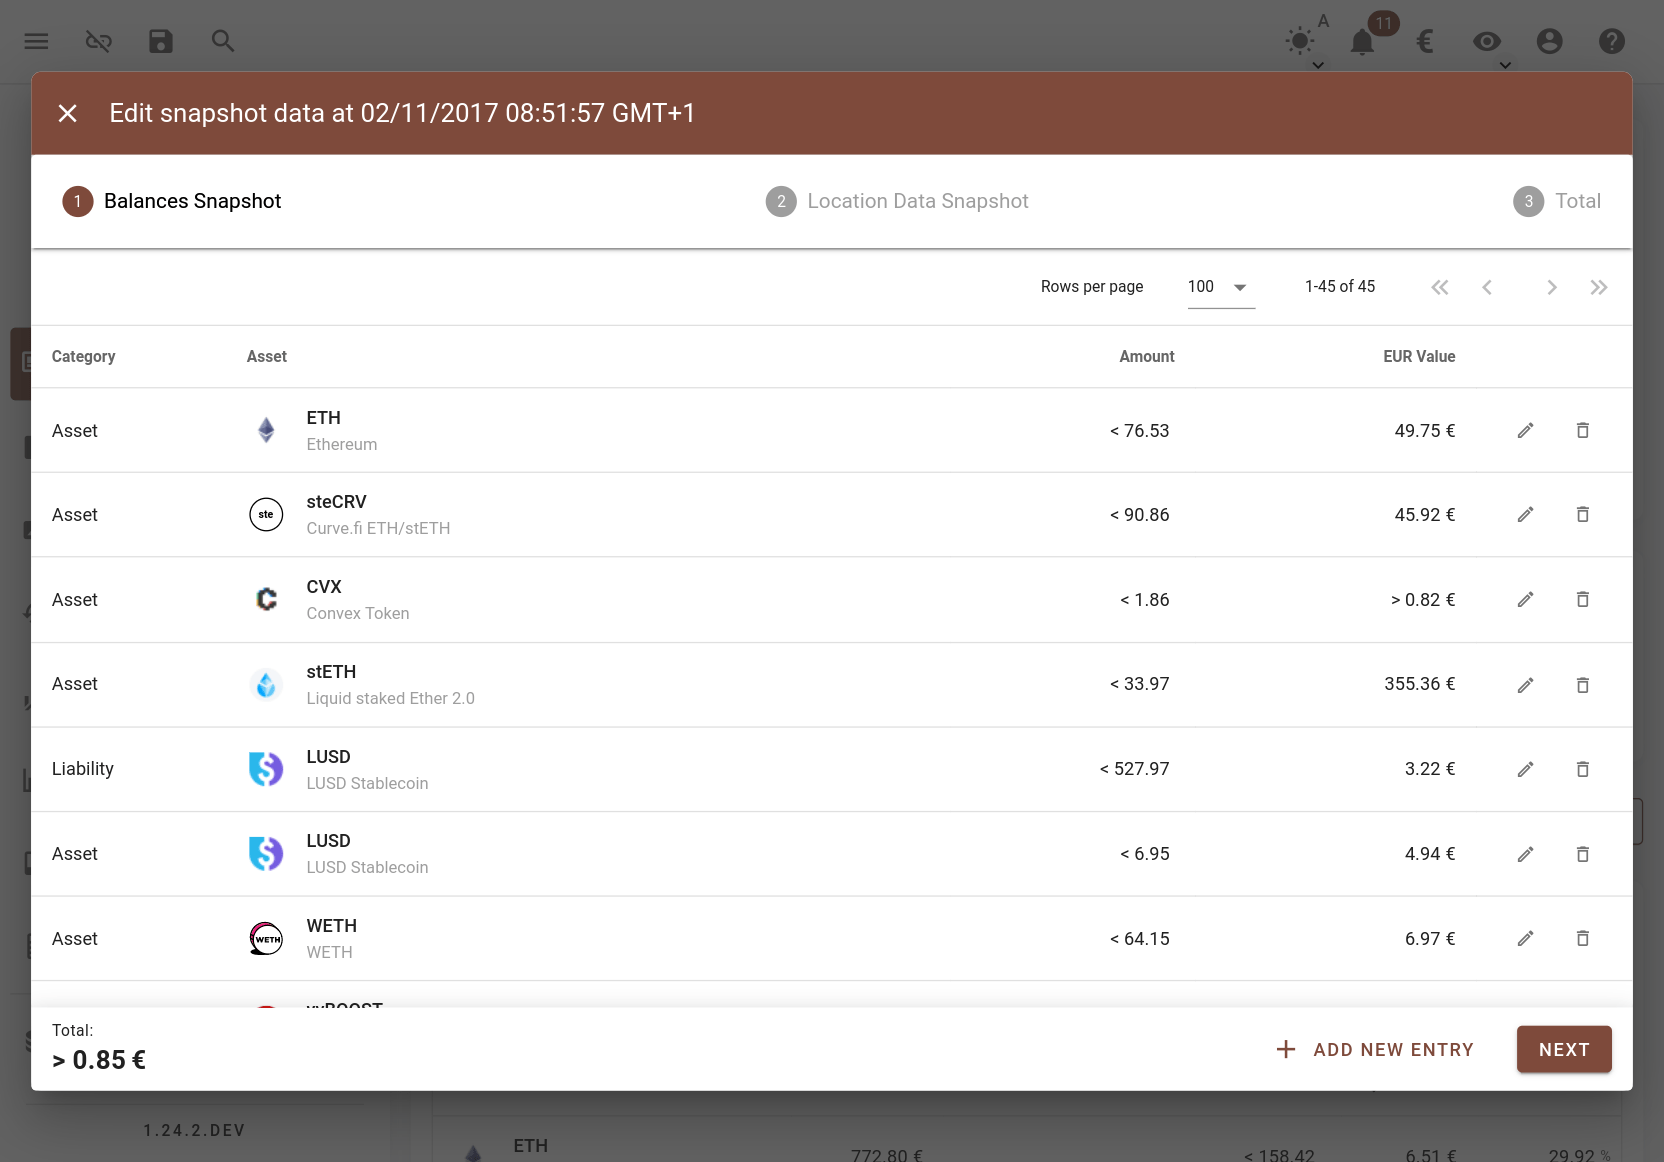 A
11
Edit snapshot data at 02/11/2017 08:51:57 GMT+1
1 Balances Snapshot
2 Location Data Snapshot
3 Total
Rows per page 100 1-45 of 45
Category Asset Amount EUR Value
Asset ETH < 76.53 49.75 €
Ethereum
Asset ste steCRV < 90.86 45.92 €
Curve.fi ETH/stETH
Asset CVX < 1.86 > 0.82 €
Convex Token
Asset stETH < 33.97 355.36 €
Liquid staked Ether 2.0
Liability LUSD < 527.97 3.22 €
LUSD Stablecoin
Asset LUSD < 6.95 4.94 €
LUSD Stablecoin
Asset WETH WETH < 64.15 6.97 €
WETH
Total:
> 0.85 €
ADD NEW ENTRY
NEXT
1.24.2.DEV
ETH 772.80 € < 158.42 6.51 € 29.92 %